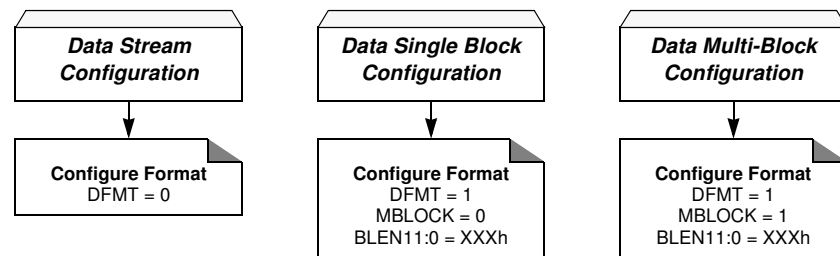 Data Stream
Configuration
Configure Format
DFMT = 0
Data Single Block
Configuration
Configure Format
DFMT = 1
MBLOCK = 0
BLEN11:0 = XXXh
Data Multi-Block
Configuration
Configure Format
DFMT = 1
MBLOCK = 1
BLEN11:0 = XXXh